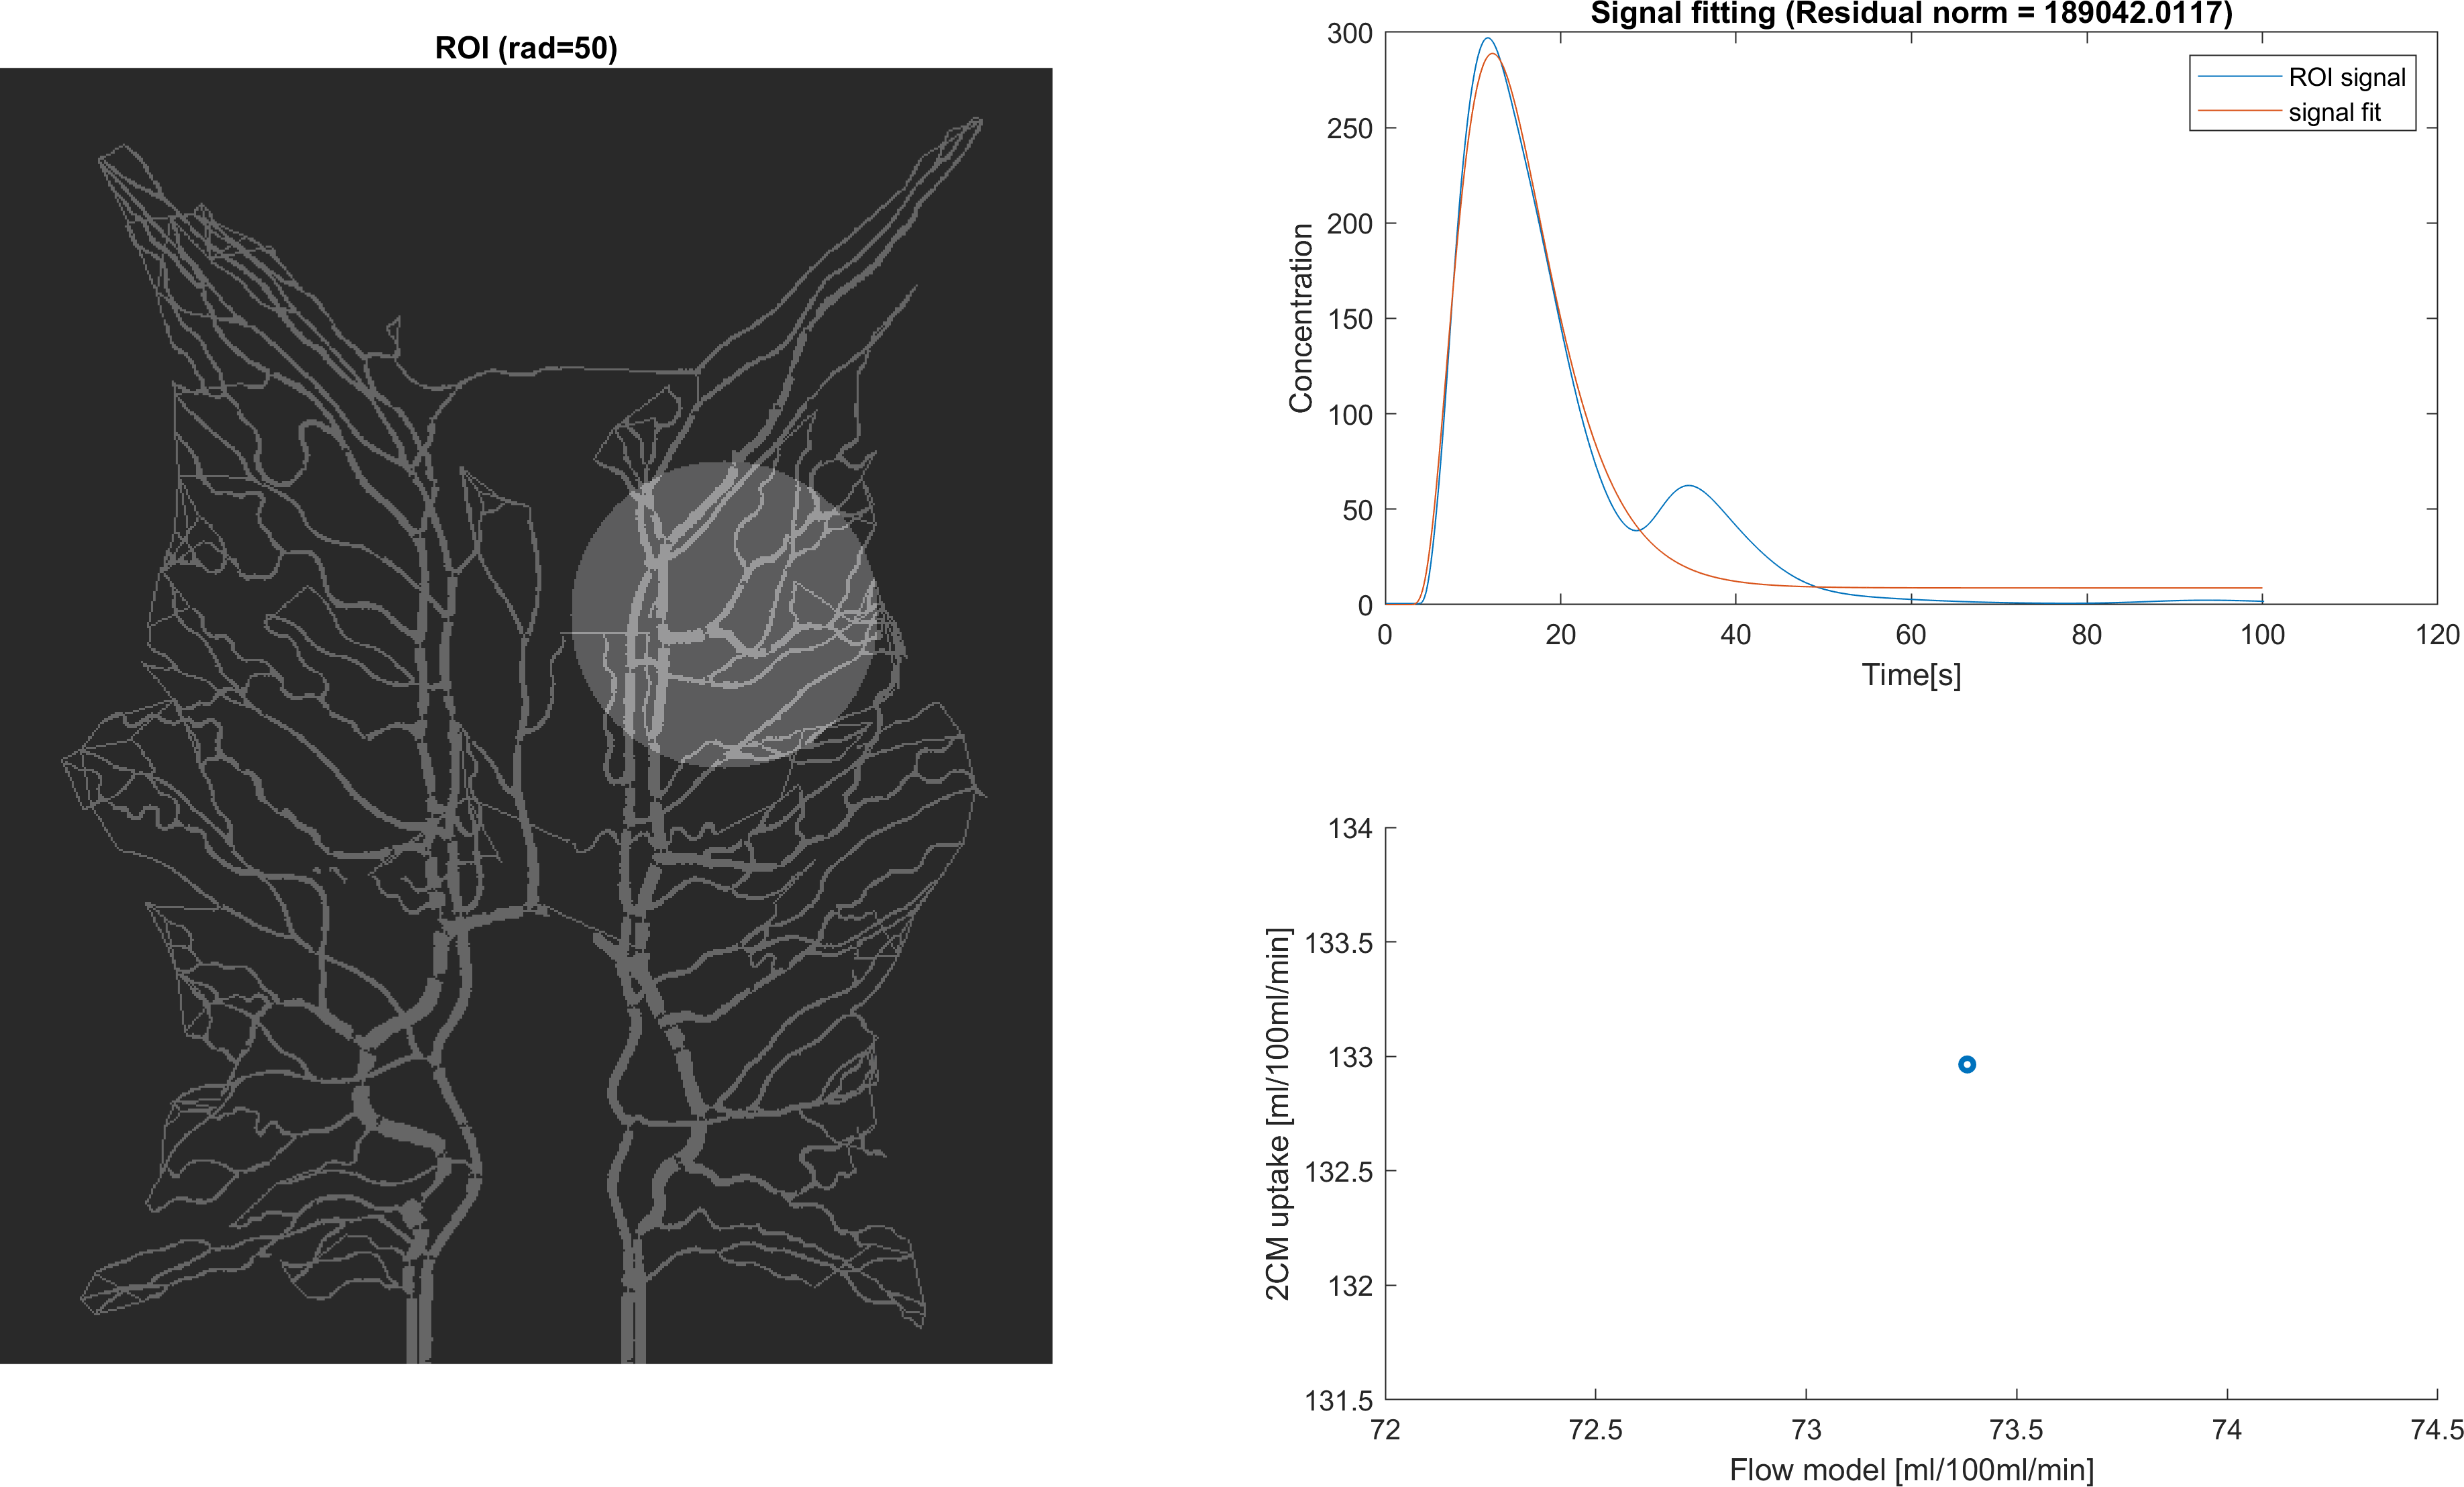 ROI (rad=50)
Signal fitting (Residual norm = 189042.0117)
300
250
200
150
100
50
0
Concentration
ROI signal
signal fit
0 20 40 60 80 100 120
Time[s]
134
133.5
133
132.5
132
131.5
2CM uptake [ml/100ml/min]
72 72.5 73 73.5 74 74.5
Flow model [ml/100ml/min]